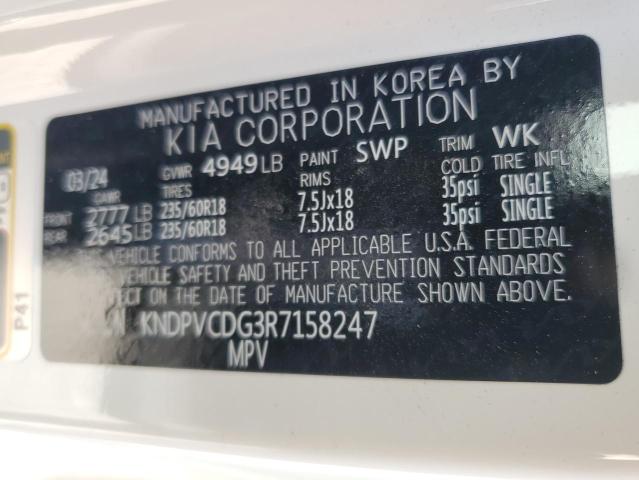 MANUFACTURED IN KOREA BY
KIA CORPORATION
03/24 GVWR 4949 LB PAINT SWP TRIM WK
GAWR TIRES RIMS COLD TIRE INFL
FRONT 2777 LB 235/60R18 7.5Jx18 35psi SINGLE
REAR 2645 LB 235/60R18 7.5Jx18 35psi SINGLE
THIS VEHICLE CONFORMS TO ALL APPLICABLE U.S.A. FEDERAL
VEHICLE SAFETY AND THEFT PREVENTION STANDARDS
EFFECT ON THE DATE OF MANUFACTURE SHOWN ABOVE.
KNDPVCDG3R7158247
MPV
P41